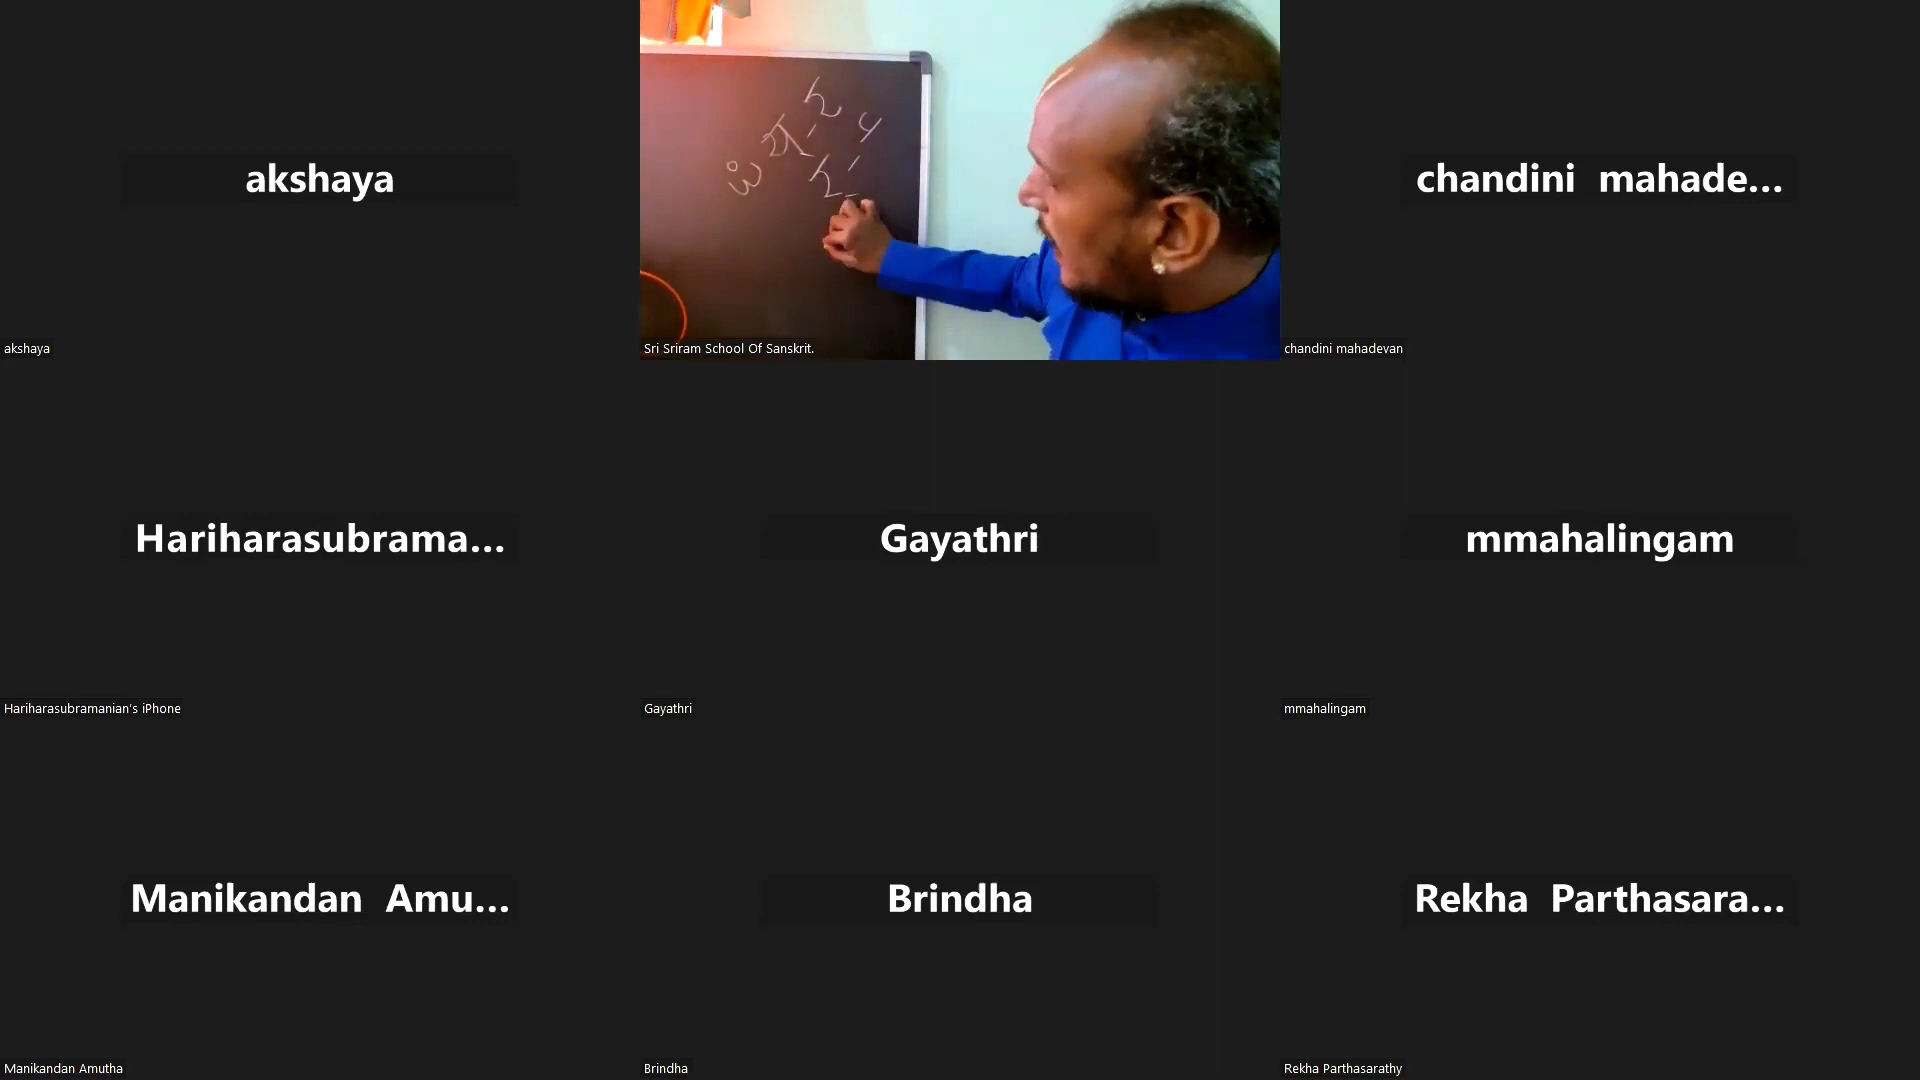 akshaya
chandini mahade...
akshaya
Sri Sriram School Of Sanskrit.
chandini mahadevan
Hariharasubrama...
Gayathri
mmahalingam
Hariharasubramanian's iPhone
Gayathri
mmahalingam
Manikandan Amu...
Brindha
Rekha Parthasara...
Manikandan Amutha
Brindha
Rekha Parthasarathy